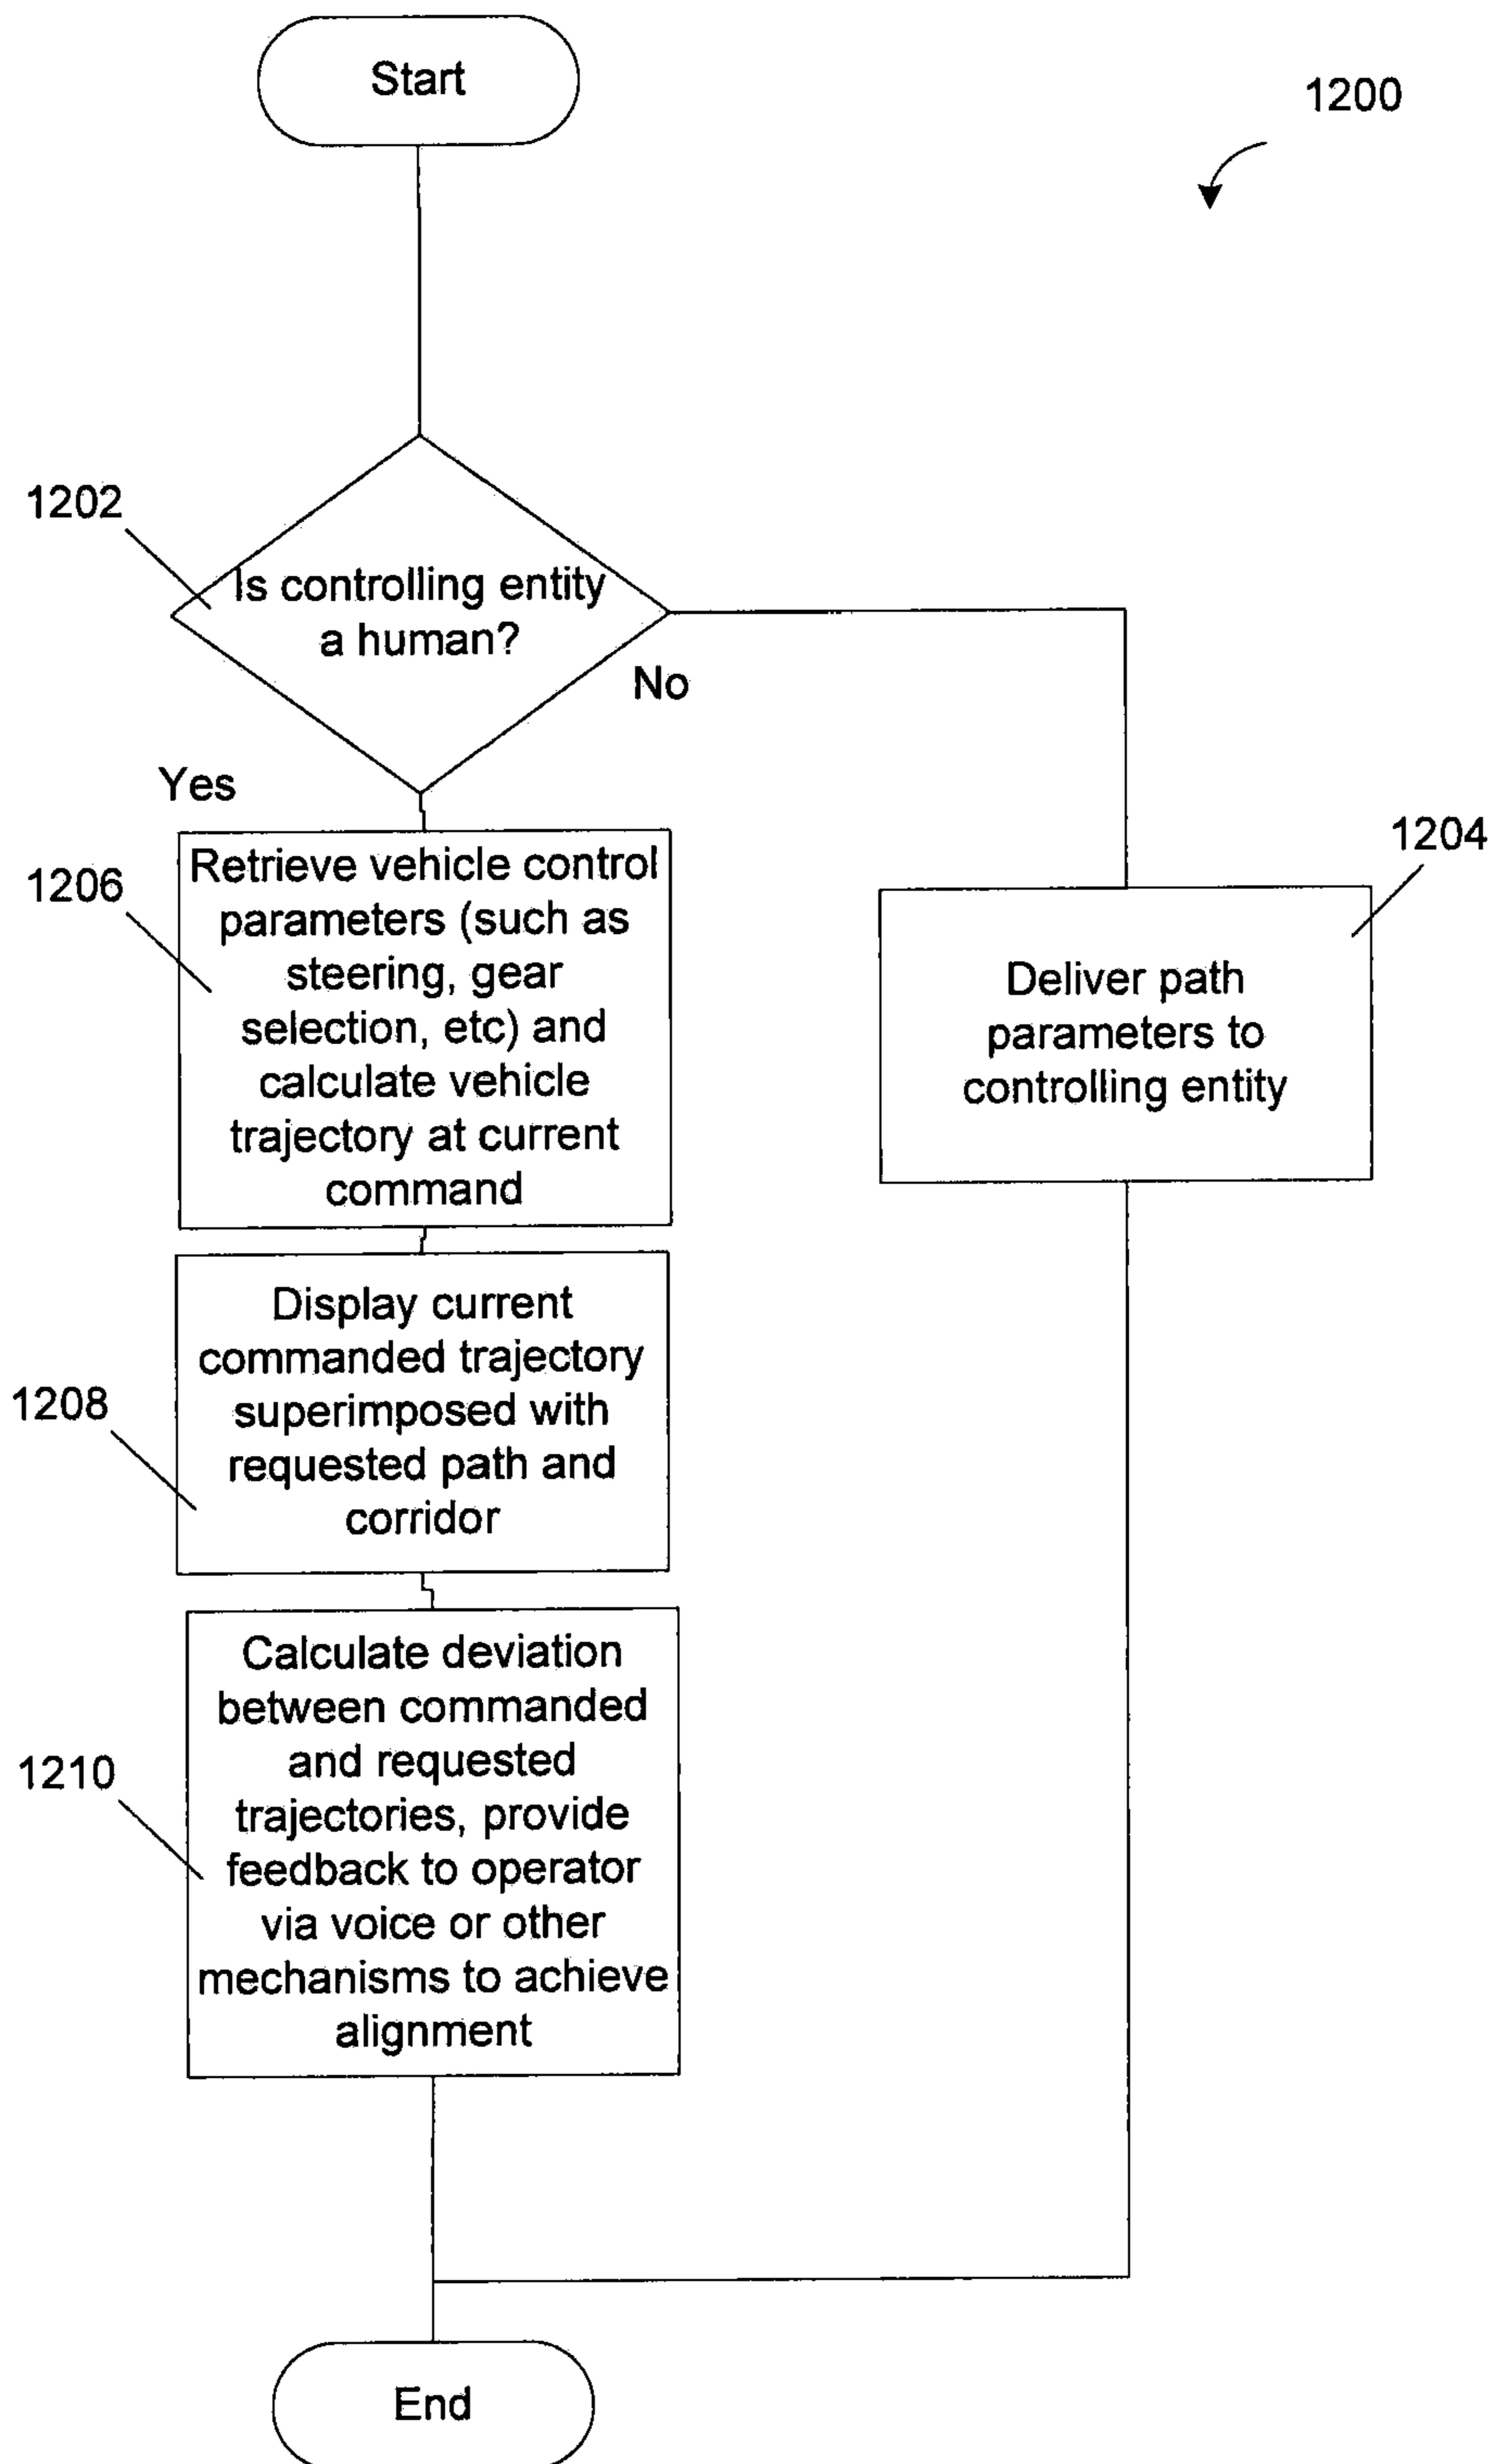 Start
1200
1202
Is controlling entity
a human?
No
Yes
1206
Retrieve vehicle control
parameters (such as
steering, gear
selection, etc) and
calculate vehicle
trajectory at current
command
1204
Deliver path
parameters to
controlling entity
1208
Display current
commanded trajectory
superimposed with
requested path and
corridor
1210
Calculate deviation
between commanded
and requested
trajectories, provide
feedback to operator
via voice or other
mechanisms to achieve
alignment
End